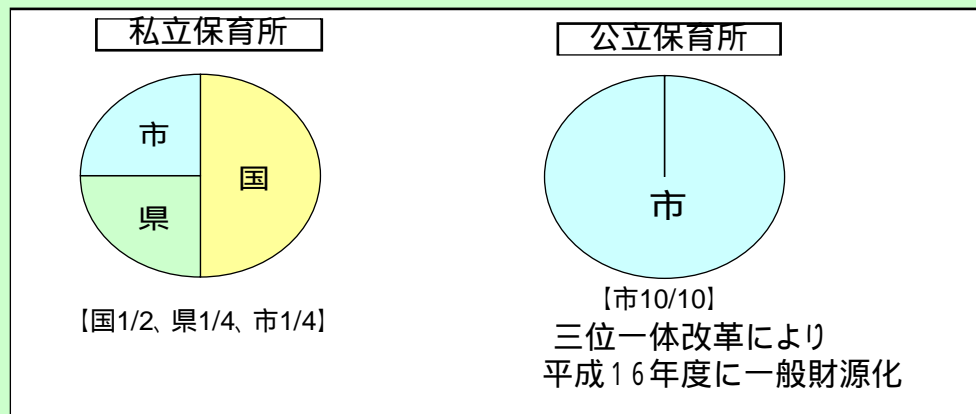 私立保育所
市
国
県
【国1/2、県1/4、市1/4】
公立保育所
市
【市10/10】
三位一体改革により
平成16年度に一般財源化